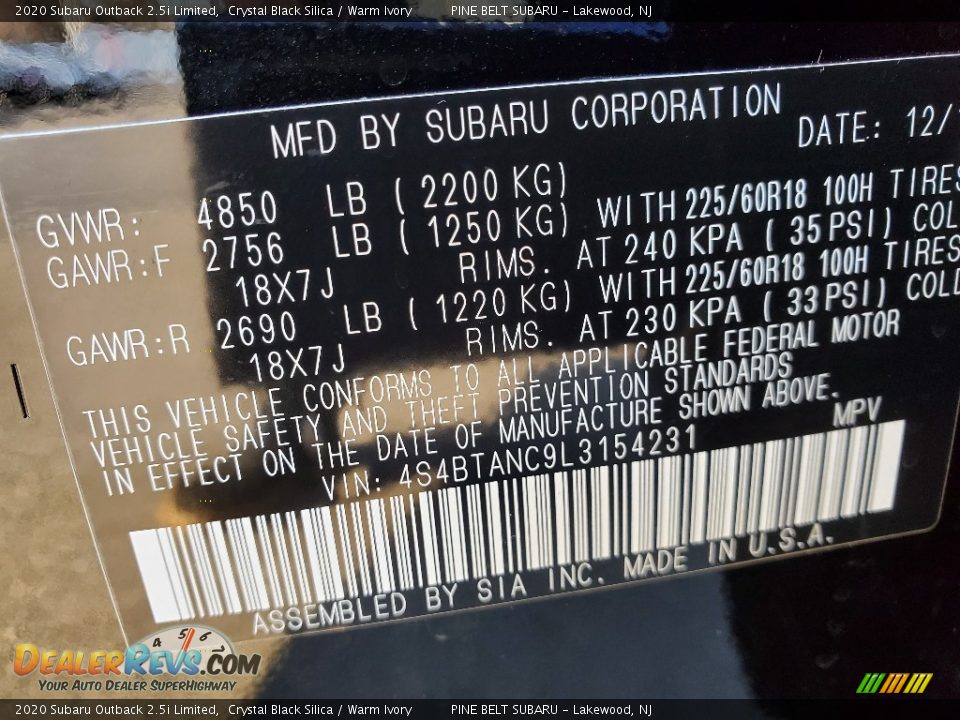 2020 Subaru Outback 2.5i Limited, Crystal Black Silica / Warm Ivory PINE BELT SUBARU - Lakewood, NJ
MFD BY SUBARU CORPORATION
DATE: 12/
GVWR: 4850 LB ( 2200 KG)
GAWR:F 2756 LB ( 1250 KG) WITH 225/60R18 100H TIRES
18X7J RIMS. AT 240 KPA ( 35 PSI) COL
GAWR:R 2690 LB ( 1220 KG) WITH 225/60R18 100H TIRES
18X7J RIMS. AT 230 KPA ( 33 PSI) COLD
THIS VEHICLE CONFORMS TO ALL APPLICABLE FEDERAL MOTOR
VEHICLE SAFETY AND THEFT PREVENTION STANDARDS
IN EFFECT ON THE DATE OF MANUFACTURE SHOWN ABOVE.
VIN: 4S4BTANC9L3154231 MPV
ASSEMBLED BY SIA INC. MADE IN U.S.A.
4 5 6
DEALERREVS.COM
YOUR AUTO DEALER SUPERHIGHWAY
2020 Subaru Outback 2.5i Limited, Crystal Black Silica / Warm Ivory PINE BELT SUBARU - Lakewood, NJ